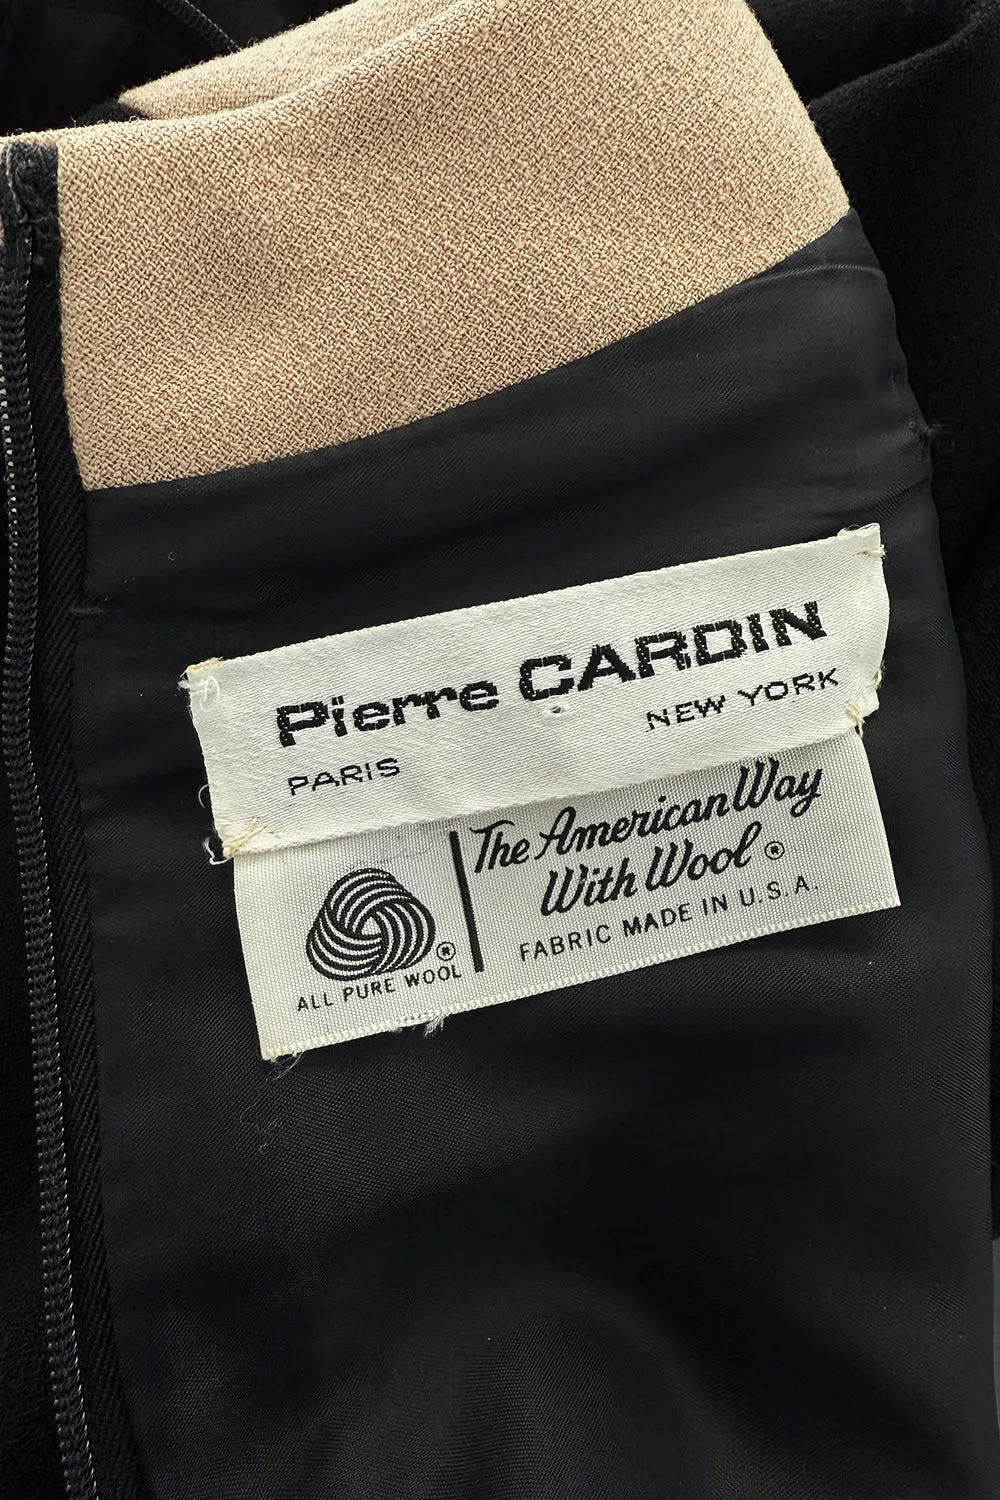 Pierre CARDIN
PARIS NEW YORK
The American Way
With Wool ®
FABRIC MADE IN U.S.A.
®
ALL PURE WOOL